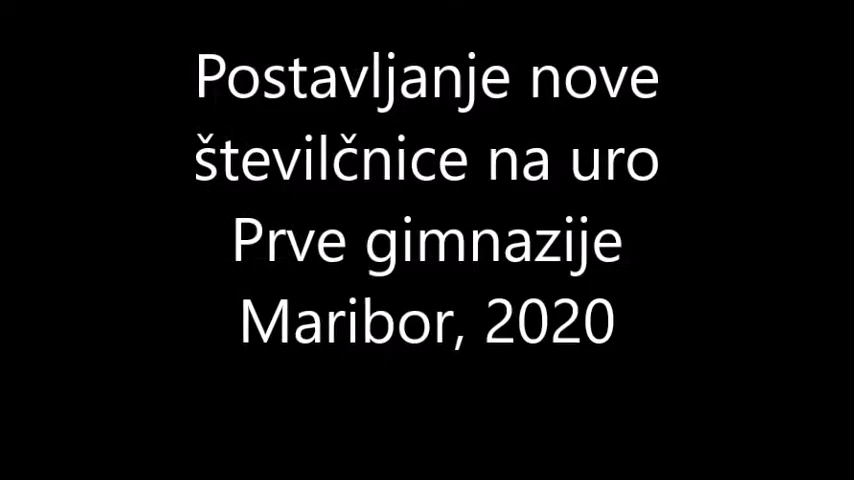 Postavljanje nove
številčnice na uro
Prve gimnazije
Maribor, 2020